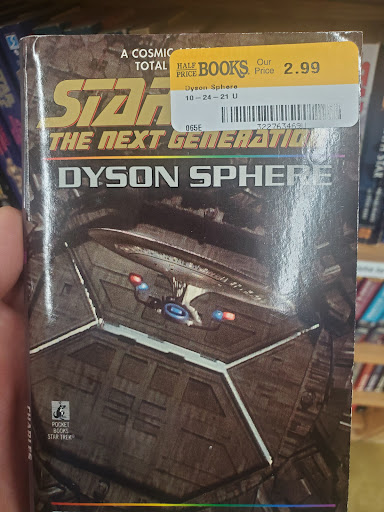 A COSMIC
TOTAL
HALF PRICE BOOKS Our Price 2.99
Dyson Sphere
10-24-21 U
065E
STAR
THE NEXT GENERATION
DYSON SPHERE
POCKET
BOOKS
STAR TREK